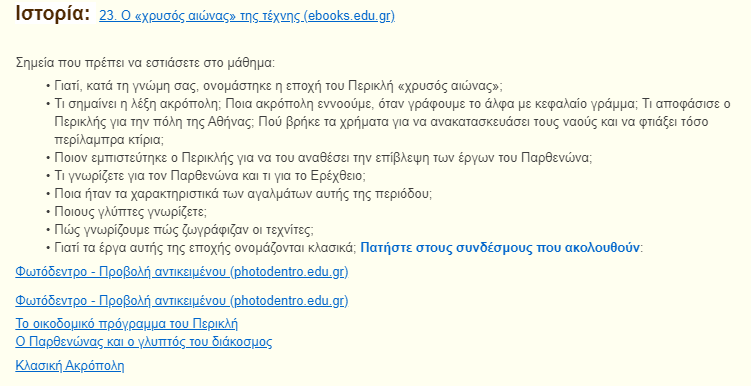 Ιστορία: 23. Ο «χρυσός αιώνας» της τέχνης (ebooks.edu.gr)
Σημεία που πρέπει να εστιάσετε στο μάθημα:
• Γιατί, κατά τη γνώμη σας, ονομάστηκε η εποχή του Περικλή «χρυσός αιώνας»;
• Τι σημαίνει η λέξη ακρόπολη; Ποια ακρόπολη εννοούμε, όταν γράφουμε το άλφα με κεφαλαίο γράμμα; Τι αποφάσισε ο
Περικλής για την πόλη της Αθήνας; Πού βρήκε τα χρήματα για να ανακατασκευάσει τους ναούς και να φτιάξει τόσο
περίλαμπρα κτίρια;
• Ποιον εμπιστεύτηκε ο Περικλής για να του αναθέσει την επίβλεψη των έργων του Παρθενώνα;
• Τι γνωρίζετε για τον Παρθενώνα και τι για το Ερέχθειο;
• Ποια ήταν τα χαρακτηριστικά των αγαλμάτων αυτής της περιόδου;
• Ποιους γλύπτες γνωρίζετε;
• Πώς γνωρίζουμε πώς ζωγράφιζαν οι τεχνίτες;
• Γιατί τα έργα αυτής της εποχής ονομάζονται κλασικά; Πατήστε στους συνδέσμους που ακολουθούν:
Φωτόδεντρο - Προβολή αντικειμένου (photodentro.edu.gr)
Φωτόδεντρο - Προβολή αντικειμένου (photodentro.edu.gr)
Το οικοδομικό πρόγραμμα του Περικλή
Ο Παρθενώνας και ο γλυπτός του διάκοσμος
Κλασική Ακρόπολη